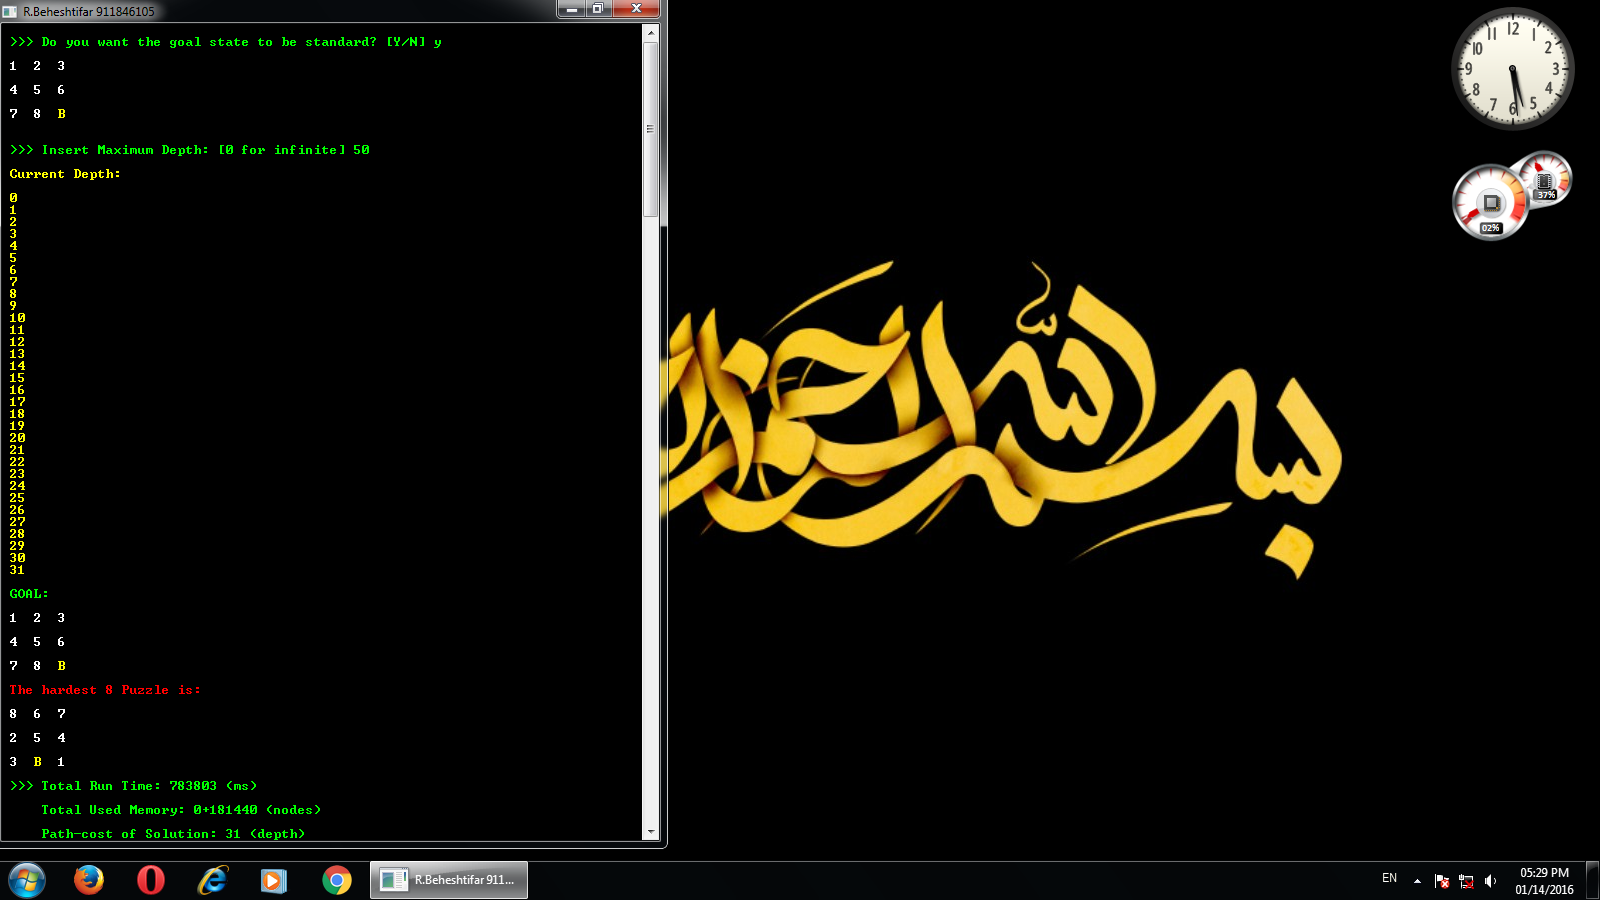 R.Beheshtifar 911846105
>>> Do you want the goal state to be standard? [Y/N] y
1 2 3
4 5 6
7 8 B
>>> Insert Maximum Depth: [0 for infinite] 50
Current Depth:
0
1
2
3
4
5
6
7
8
9
10
11
12
13
14
15
16
17
18
19
20
21
22
23
24
25
26
27
28
29
30
31
GOAL:
1 2 3
4 5 6
7 8 B
The hardest 8 Puzzle is:
8 6 7
2 5 4
3 B 1
>>> Total Run Time: 783803 (ms)
Total Used Memory: 0+181440 (nodes)
Path-cost of Solution: 31 (depth)
12
1
2
3
4
5
6
7
8
9
10
11
37%
02%
بسم الله الرحمن
R.Beheshtifar 911...
EN
05:29 PM
01/14/2016